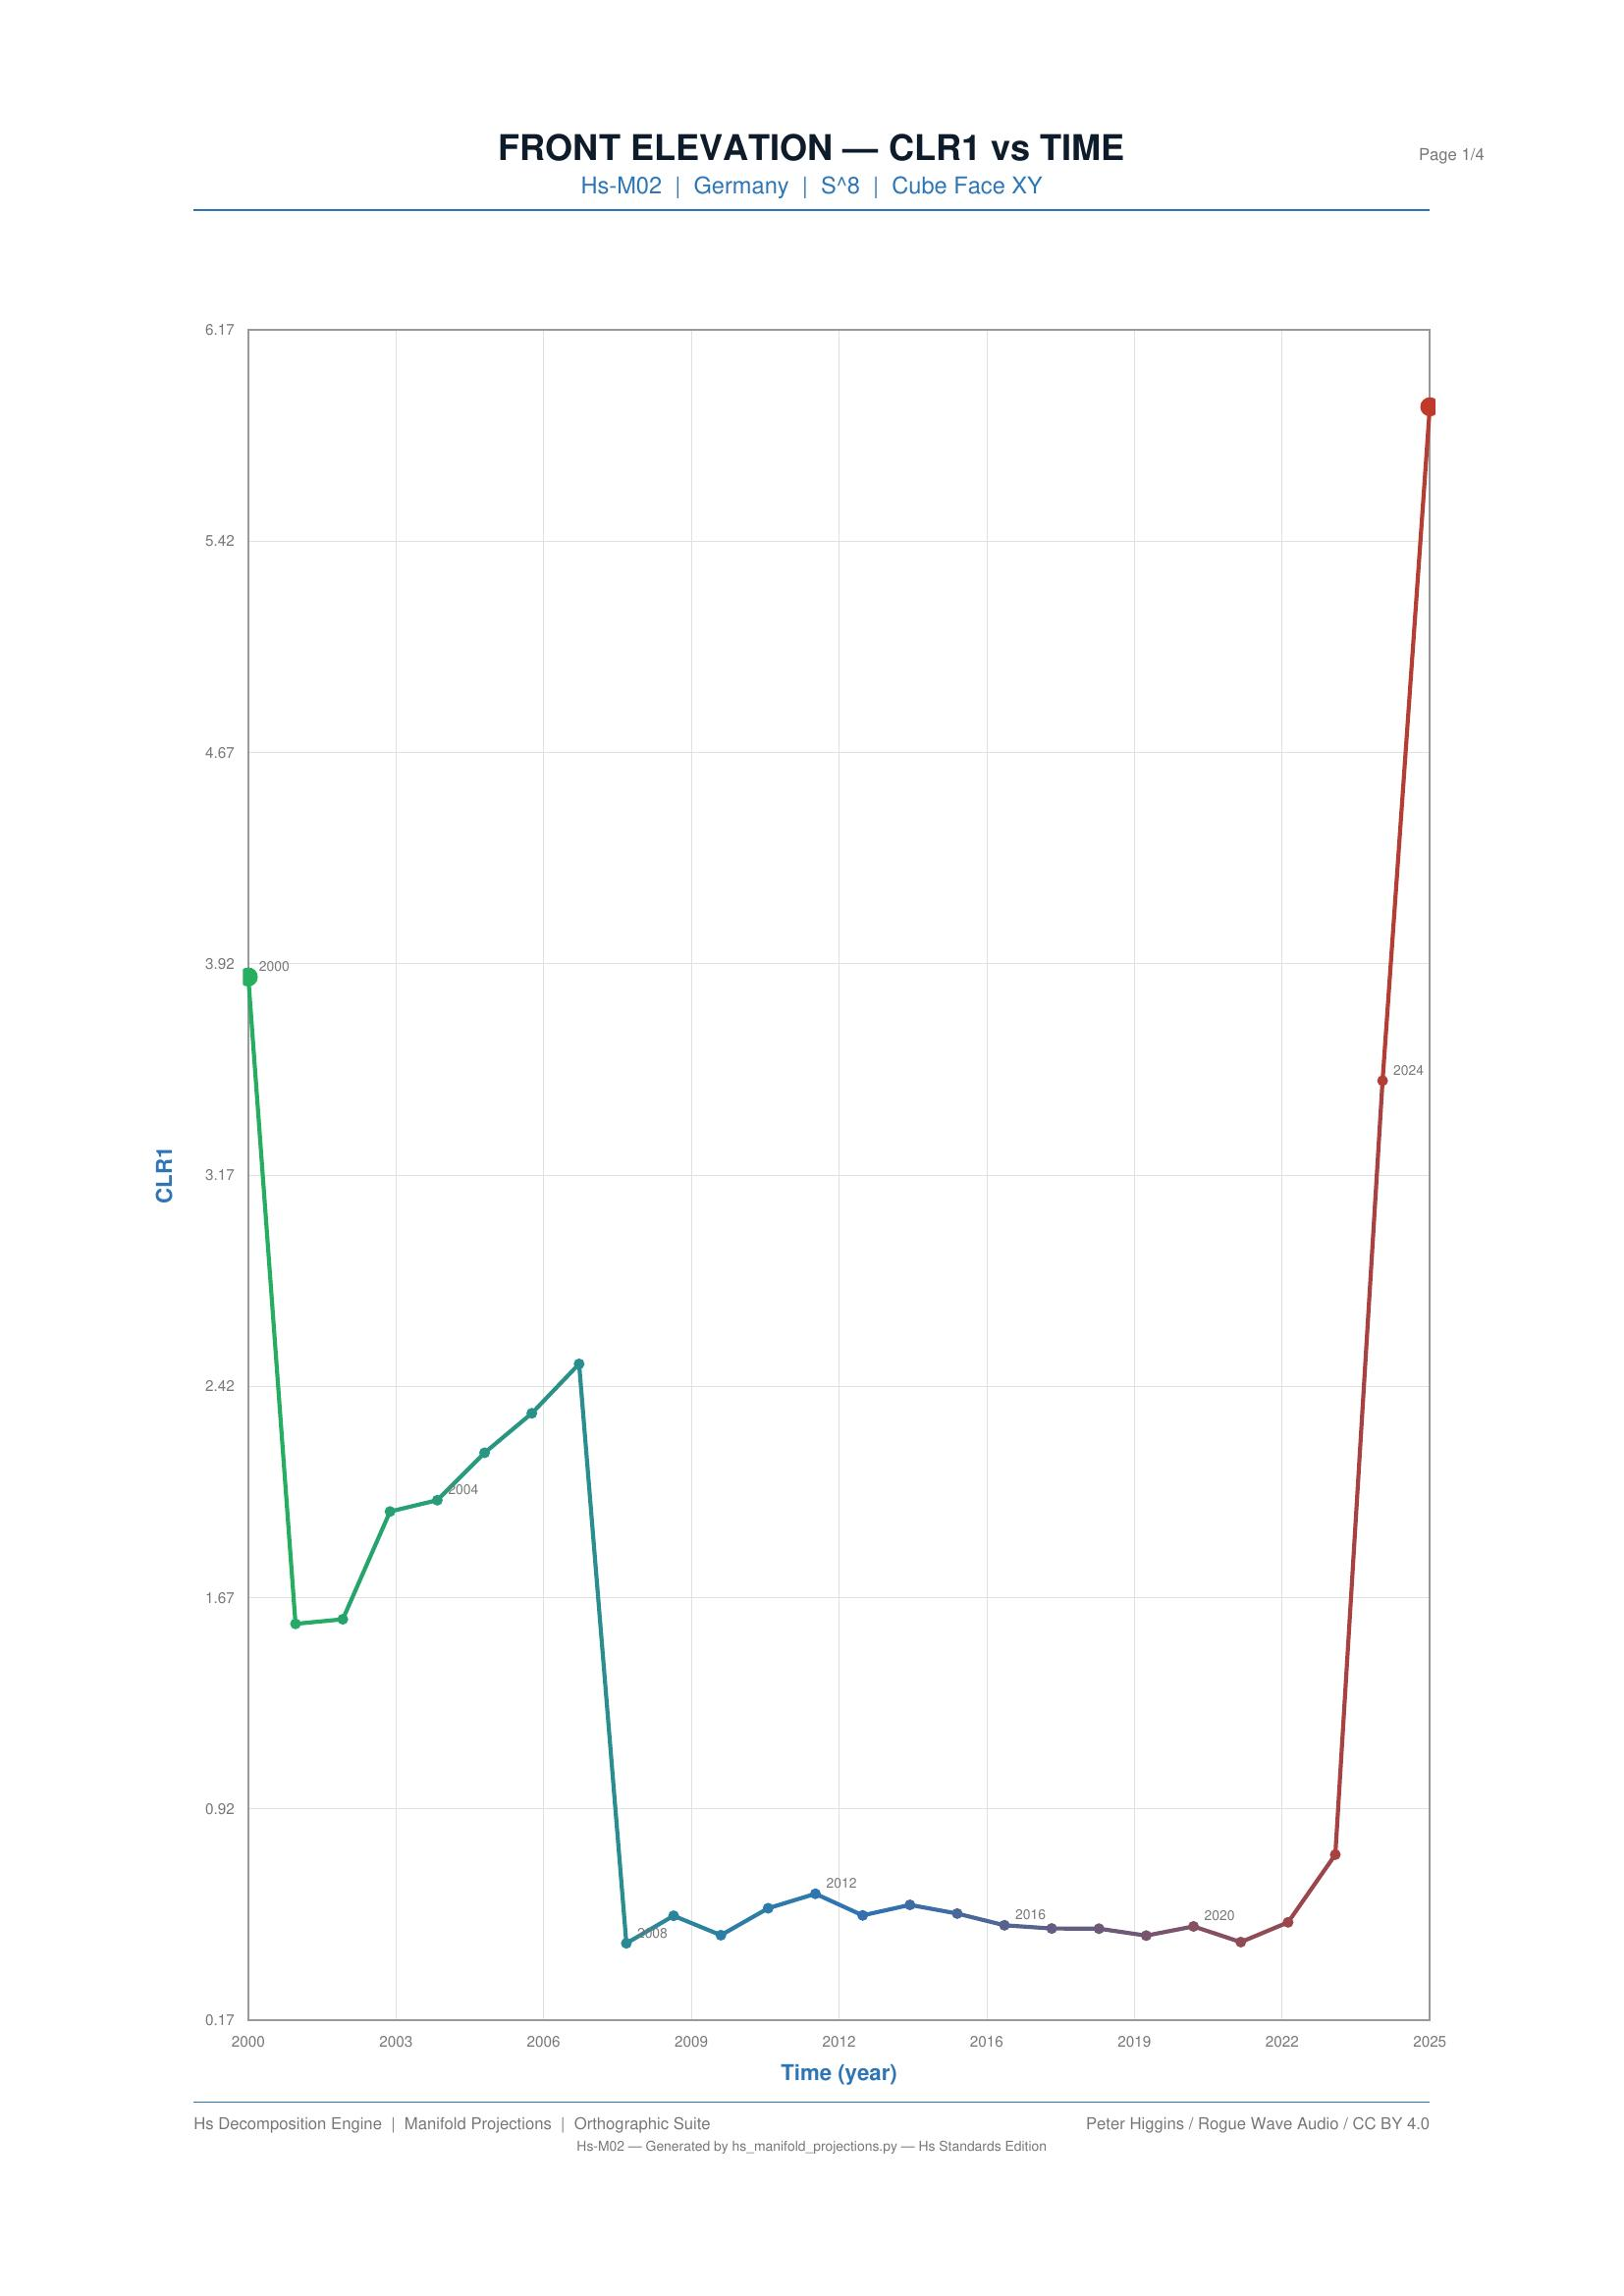 FRONT ELEVATION — CLR1 vs TIME
Page 1/4
Hs-M02 | Germany | S^8 | Cube Face XY
6.17
5.42
4.67
3.92
2000
2024
3.17
CLR1
2.42
2004
1.67
0.92
2012
2016
2020
2008
0.17
2000 2003 2006 2009 2012 2016 2019 2022 2025
Time (year)
Hs Decomposition Engine | Manifold Projections | Orthographic Suite
Peter Higgins / Rogue Wave Audio / CC BY 4.0
Hs-M02 — Generated by hs_manifold_projections.py — Hs Standards Edition